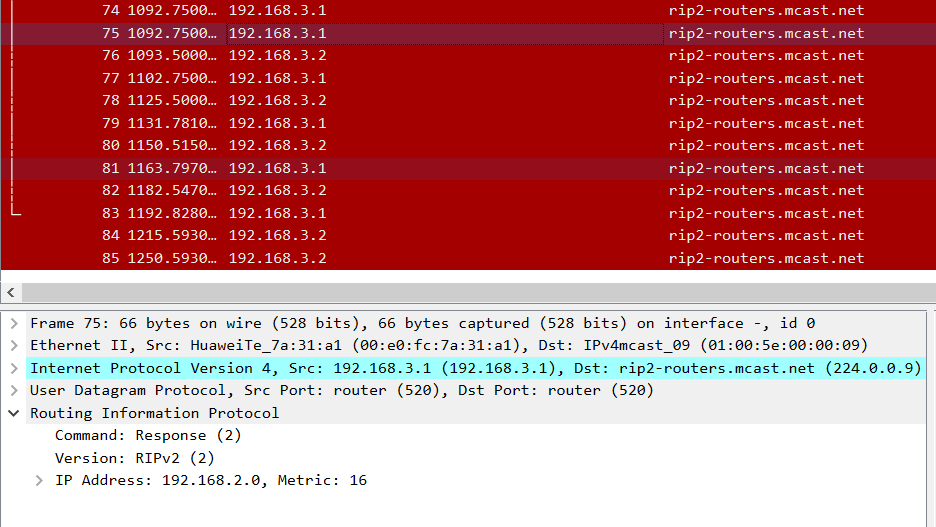 74 1092.7500… 192.168.3.1 rip2-routers.mcast.net
75 1092.7500… 192.168.3.1 rip2-routers.mcast.net
76 1093.5000… 192.168.3.2 rip2-routers.mcast.net
77 1102.7500… 192.168.3.1 rip2-routers.mcast.net
78 1125.5000… 192.168.3.2 rip2-routers.mcast.net
79 1131.7810… 192.168.3.1 rip2-routers.mcast.net
80 1150.5150… 192.168.3.2 rip2-routers.mcast.net
81 1163.7970… 192.168.3.1 rip2-routers.mcast.net
82 1182.5470… 192.168.3.2 rip2-routers.mcast.net
83 1192.8280… 192.168.3.1 rip2-routers.mcast.net
84 1215.5930… 192.168.3.2 rip2-routers.mcast.net
85 1250.5930… 192.168.3.2 rip2-routers.mcast.net
Frame 75: 66 bytes on wire (528 bits), 66 bytes captured (528 bits) on interface -, id 0
Ethernet II, Src: HuaweiTe_7a:31:a1 (00:e0:fc:7a:31:a1), Dst: IPv4mcast_09 (01:00:5e:00:00:09)
Internet Protocol Version 4, Src: 192.168.3.1 (192.168.3.1), Dst: rip2-routers.mcast.net (224.0.0.9)
User Datagram Protocol, Src Port: router (520), Dst Port: router (520)
Routing Information Protocol
Command: Response (2)
Version: RIPv2 (2)
IP Address: 192.168.2.0, Metric: 16